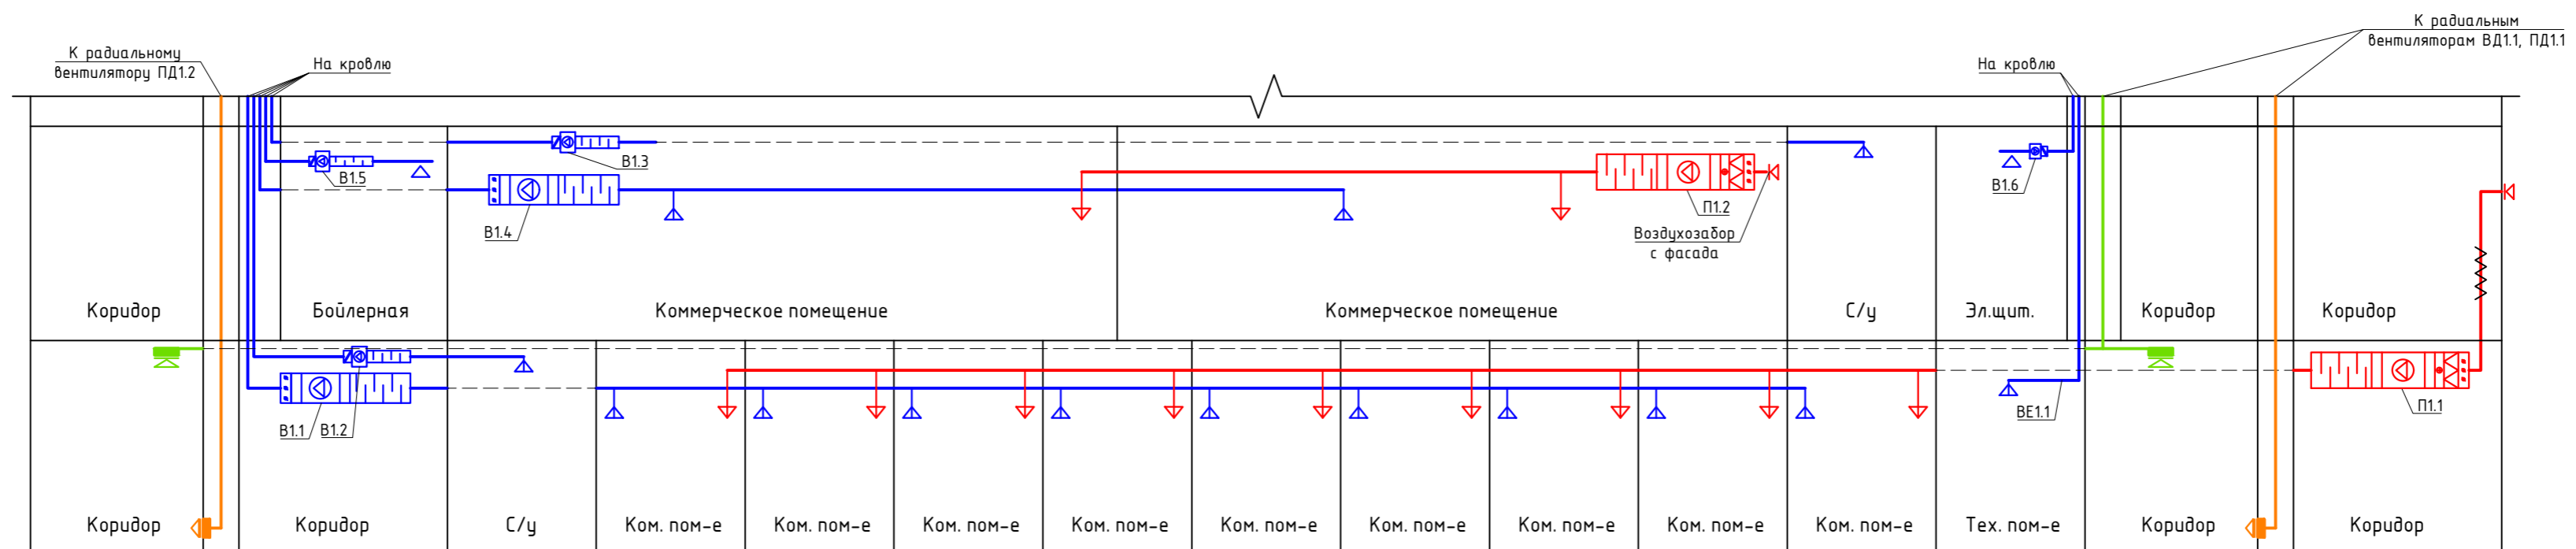 К радиальному
вентилятору ПД1.2
На кровлю
На кровлю
К радиальным
вентиляторам ВД1.1, ПД1.1
В1.3
В1.5
В1.4
П1.2
Воздухозабор
с фасада
В1.6
Коридор
Бойлерная
Коммерческое помещение
Коммерческое помещение
С/у
Эл.щит.
Коридор
Коридор
В1.1
В1.2
ВЕ1.1
П1.1
Коридор
Коридор
С/у
Ком. пом-е
Ком. пом-е
Ком. пом-е
Ком. пом-е
Ком. пом-е
Ком. пом-е
Ком. пом-е
Ком. пом-е
Ком. пом-е
Тех. пом-е
Коридор
Коридор